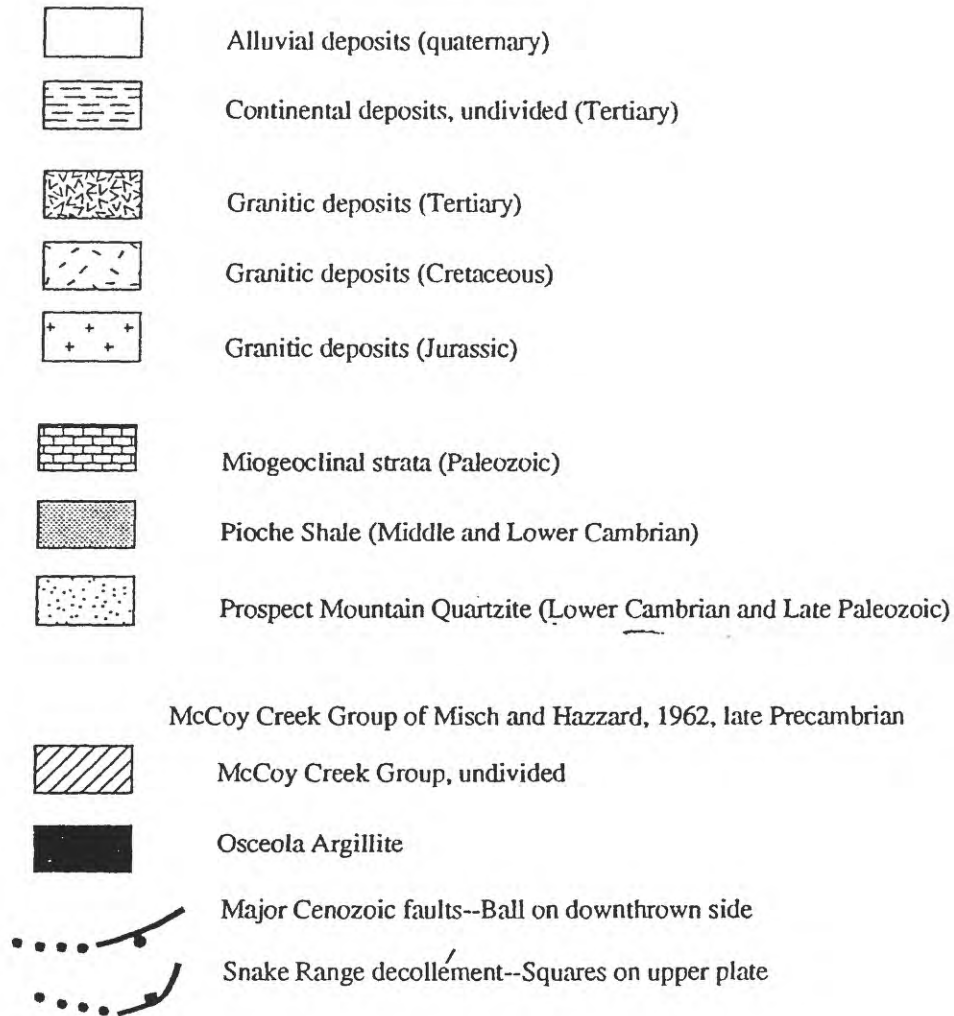 Alluvial deposits (quaternary)
Continental deposits, undivided (Tertiary)
Granitic deposits (Tertiary)
Granitic deposits (Cretaceous)
Granitic deposits (Jurassic)
Miogeoclinal strata (Paleozoic)
Pioche Shale (Middle and Lower Cambrian)
Prospect Mountain Quartzite (Lower Cambrian and Late Paleozoic)
McCoy Creek Group of Misch and Hazzard, 1962, late Precambrian
McCoy Creek Group, undivided
Osceola Argillite
Major Cenozoic faults--Ball on downthrown side
Snake Range decollément--Squares on upper plate